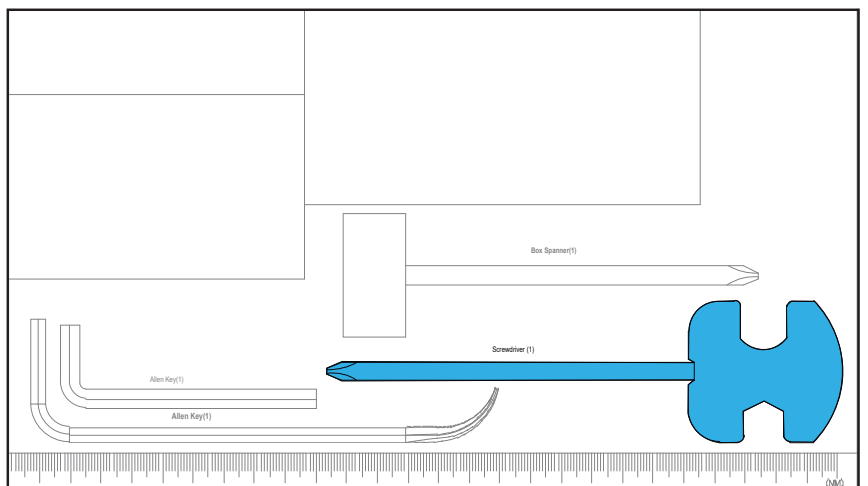 Box Spanner(1)
Screwdriver (1)
Allen Key(1)
Allen Key(1)
(NM)